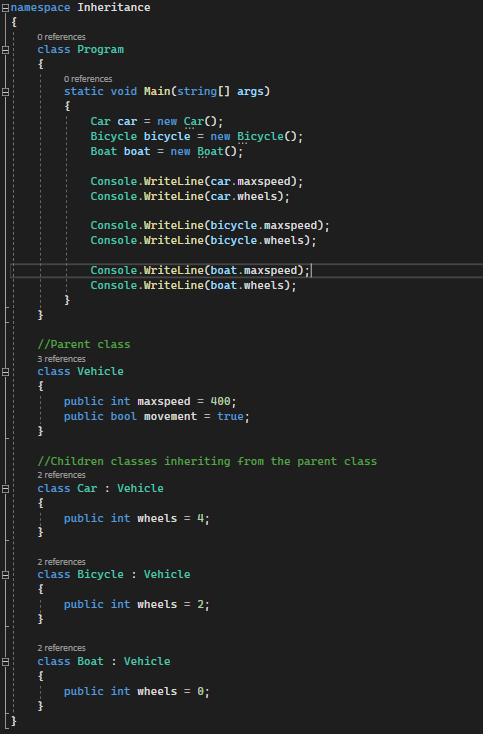 namespace Inheritance
{
0 references
class Program
{
0 references
static void Main(string[] args)
{
Car car = new Car();
Bicycle bicycle = new Bicycle();
Boat boat = new Boat();
Console.WriteLine(car.maxspeed);
Console.WriteLine(car.wheels);
Console.WriteLine(bicycle.maxspeed);
Console.WriteLine(bicycle.wheels);
Console.WriteLine(boat.maxspeed);
Console.WriteLine(boat.wheels);
}
}
//Parent class
3 references
class Vehicle
{
public int maxspeed = 400;
public bool movement = true;
}
//Children classes inheriting from the parent class
2 references
class Car : Vehicle
{
public int wheels = 4;
}
2 references
class Bicycle : Vehicle
{
public int wheels = 2;
}
2 references
class Boat : Vehicle
{
public int wheels = 0;
}
}